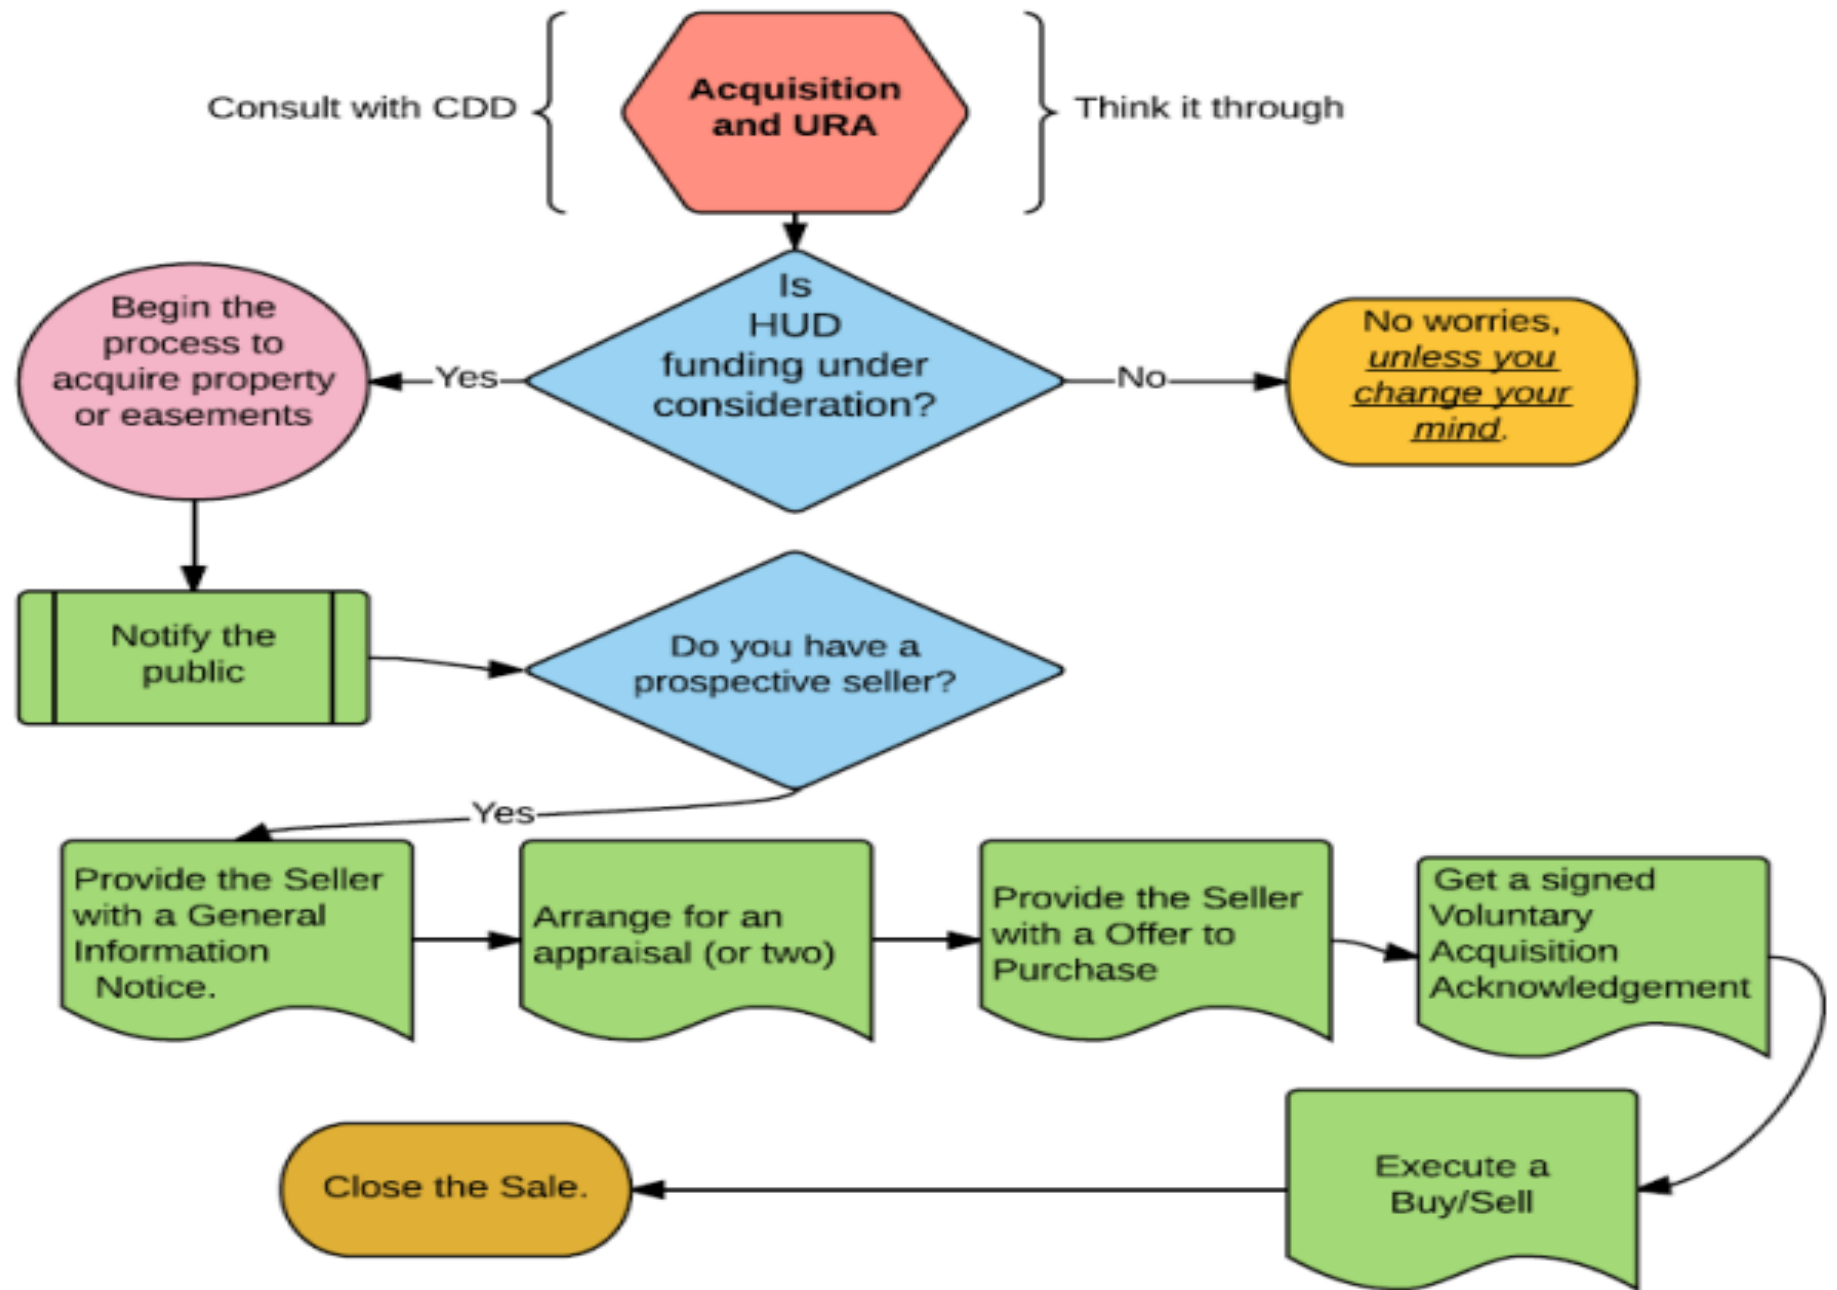 Consult with CDD
Acquisition
and URA
Think it through
Is
HUD
funding under
consideration?
Yes
No
Begin the
process to
acquire property
or easements
No worries,
unless you
change your
mind.
Notify the
public
Do you have a
prospective seller?
Yes
Provide the Seller
with a General
Information
Notice.
Arrange for an
appraisal (or two)
Provide the Seller
with a Offer to
Purchase
Get a signed
Voluntary
Acquisition
Acknowledgement
Execute a
Buy/Sell
Close the Sale.